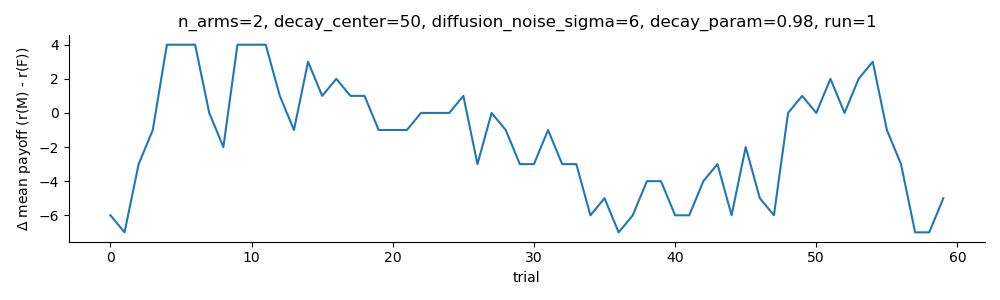 n_arms=2, decay_center=50, diffusion_noise_sigma=6, decay_param=0.98, run=1
Δ mean payoff (r(M) - r(F))
4
2
0
−2
−4
−6
0 10 20 30 40 50 60
trial